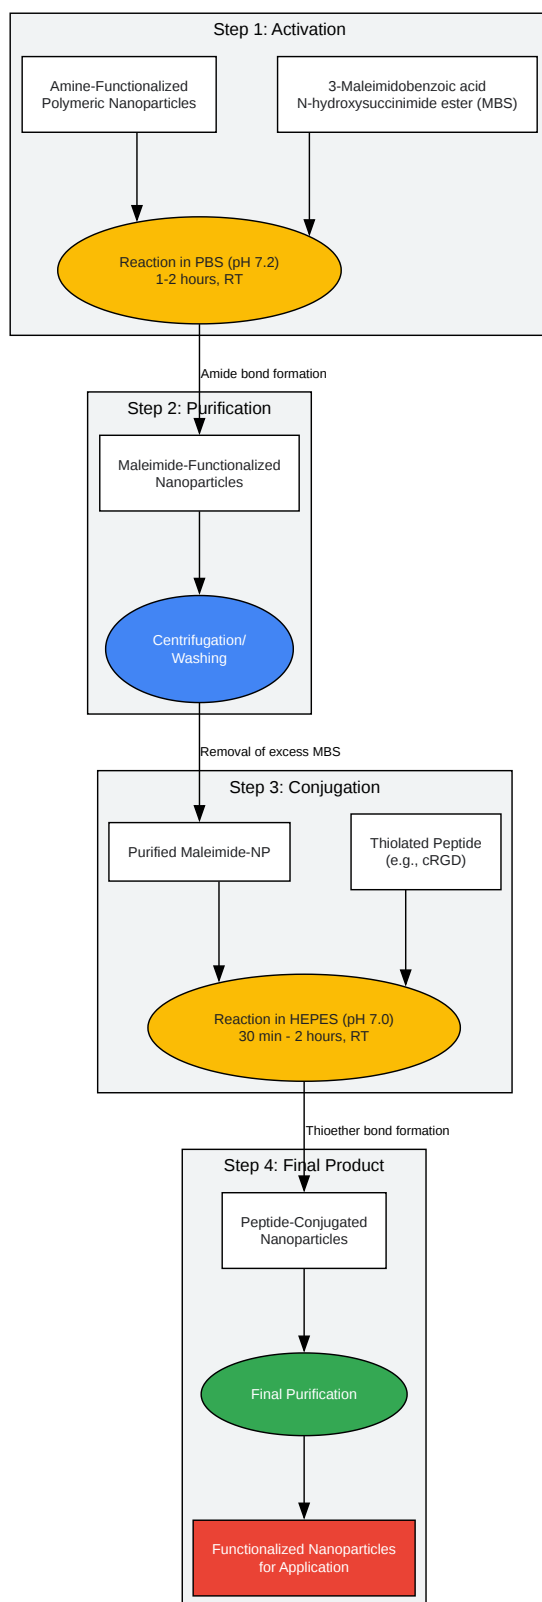 Step 1: Activation
Amine-Functionalized
Polymeric Nanoparticles
3-Maleimidobenzoic acid
N-hydroxysuccinimide ester (MBS)
Reaction in PBS (pH 7.2)
1-2 hours, RT
Amide bond formation
Step 2: Purification
Maleimide-Functionalized
Nanoparticles
Centrifugation/
Washing
Removal of excess MBS
Step 3: Conjugation
Purified Maleimide-NP
Thiolated Peptide
(e.g., cRGD)
Reaction in HEPES (pH 7.0)
30 min - 2 hours, RT
Thioether bond formation
Step 4: Final Product
Peptide-Conjugated
Nanoparticles
Final Purification
Functionalized Nanoparticles
for Application